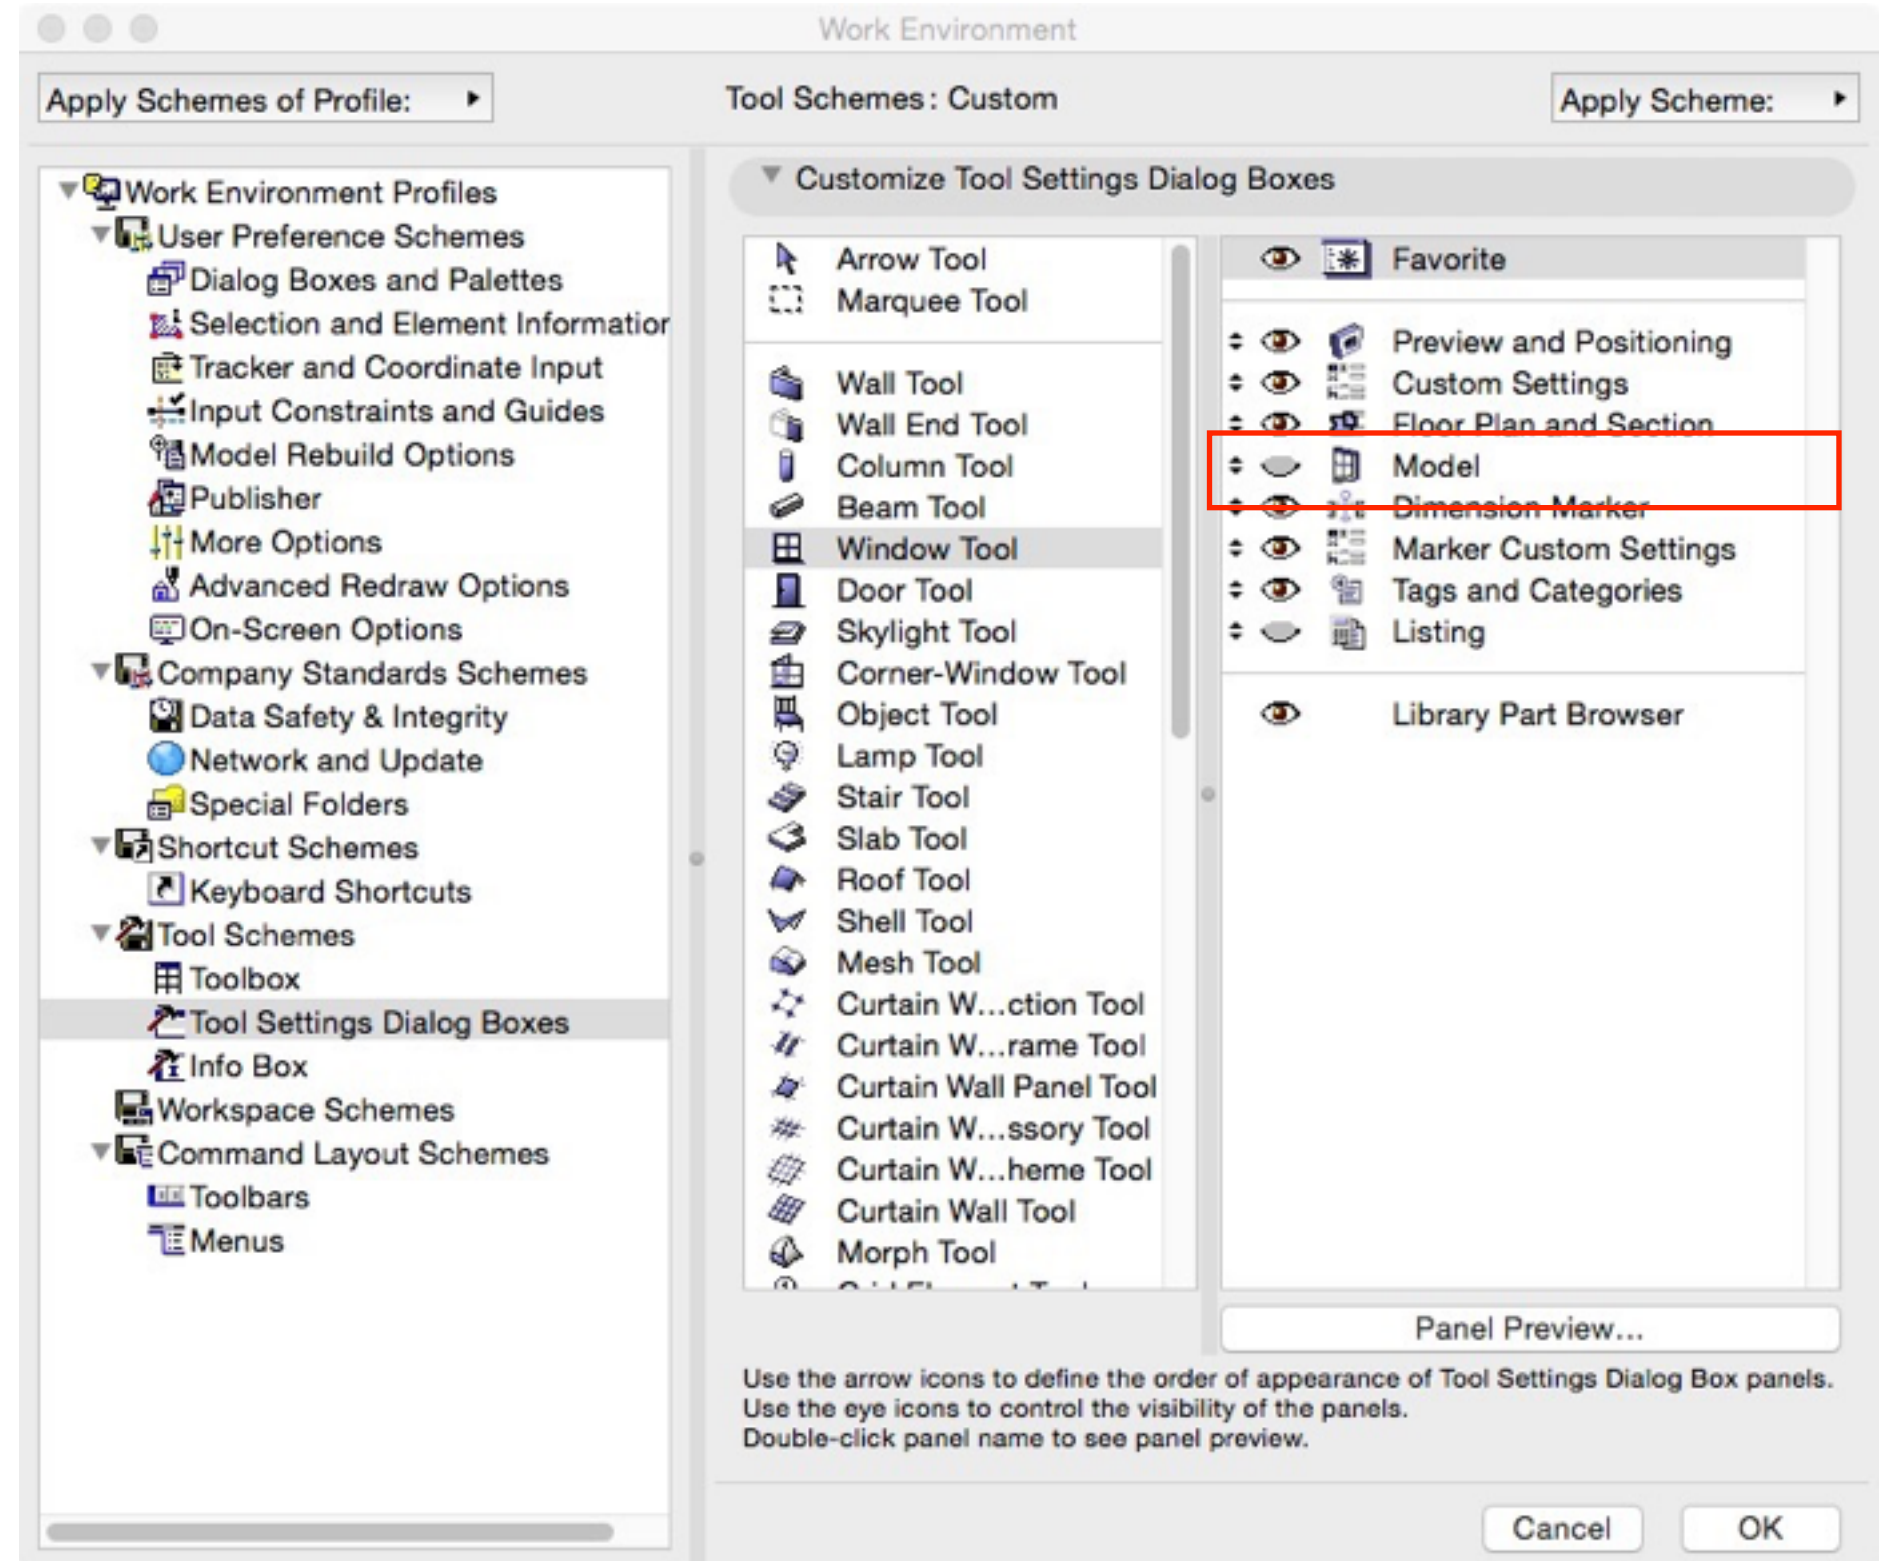 Work Environment
Apply Schemes of Profile:
Tool Schemes: Custom
Apply Scheme:
Work Environment Profiles
User Preference Schemes
Dialog Boxes and Palettes
Selection and Element Information
Tracker and Coordinate Input
Input Constraints and Guides
Model Rebuild Options
Publisher
More Options
Advanced Redraw Options
On-Screen Options
Company Standards Schemes
Data Safety & Integrity
Network and Update
Special Folders
Shortcut Schemes
Keyboard Shortcuts
Tool Schemes
Toolbox
Tool Settings Dialog Boxes
Info Box
Workspace Schemes
Command Layout Schemes
Toolbars
Menus
Customize Tool Settings Dialog Boxes
Arrow Tool
Marquee Tool
Wall Tool
Wall End Tool
Column Tool
Beam Tool
Window Tool
Door Tool
Skylight Tool
Corner-Window Tool
Object Tool
Lamp Tool
Stair Tool
Slab Tool
Roof Tool
Shell Tool
Mesh Tool
Curtain W...ction Tool
Curtain W...rame Tool
Curtain Wall Panel Tool
Curtain W...ssory Tool
Curtain W...heme Tool
Curtain Wall Tool
Morph Tool
Favorite
Preview and Positioning
Custom Settings
Floor Plan and Section
Model
Dimension Marker
Marker Custom Settings
Tags and Categories
Listing
Library Part Browser
Panel Preview...
Use the arrow icons to define the order of appearance of Tool Settings Dialog Box panels.
Use the eye icons to control the visibility of the panels.
Double-click panel name to see panel preview.
Cancel
OK